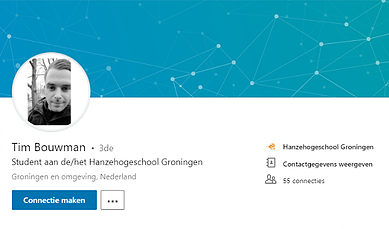 Tim Bouwman • 3de
Student aan de/het Hanzehogeschool Groningen
Groningen en omgeving, Nederland
Connectie maken
•••
Hanzehogeschool Groningen
Contactgegevens weergeven
55 connecties